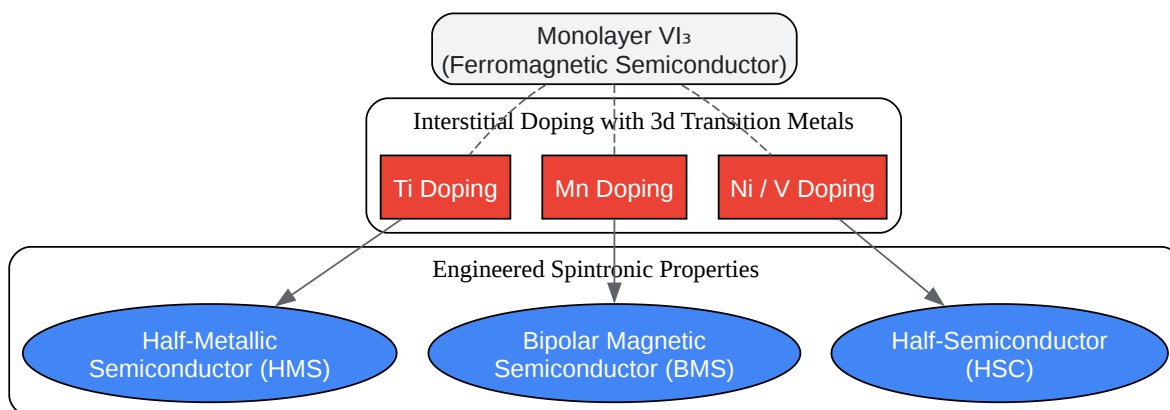 Monolayer VI₃
(Ferromagnetic Semiconductor)
Interstitial Doping with 3d Transition Metals
Ti Doping
Mn Doping
Ni / V Doping
Engineered Spintronic Properties
Half-Metallic
Semiconductor (HMS)
Bipolar Magnetic
Semiconductor (BMS)
Half-Semiconductor
(HSC)